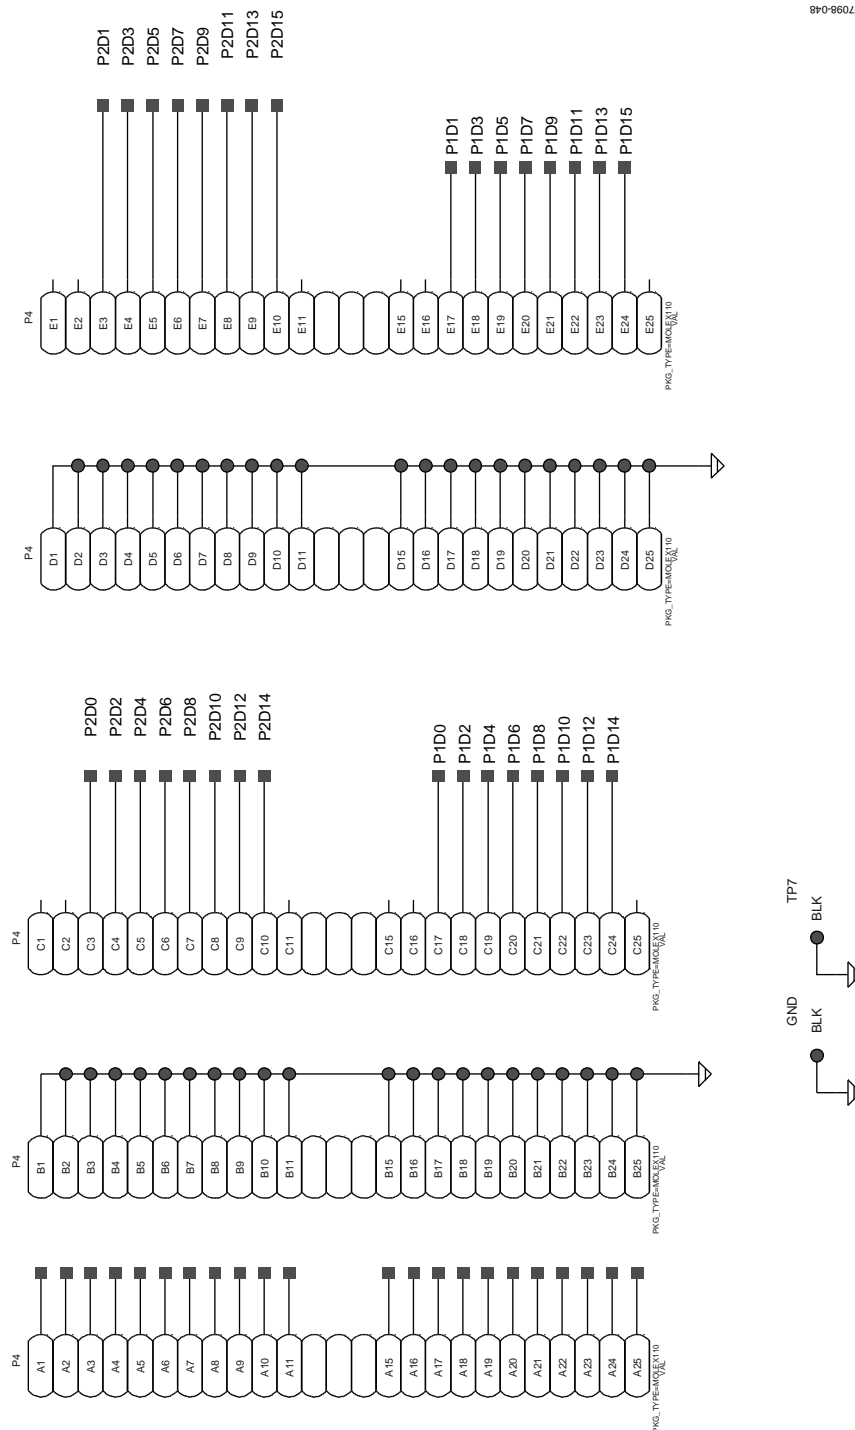 7098-048
P2D1
P2D3
P2D5
P2D7
P2D9
P2D11
P2D13
P2D15
P1D1
P1D3
P1D5
P1D7
P1D9
P1D11
P1D13
P1D15
P4
E1
E2
E3
E4
E5
E6
E7
E8
E9
E10
E11
E15
E16
E17
E18
E19
E20
E21
E22
E23
E24
E25
PKG_TYPE=MOLEX110
VAL
P4
D1
D2
D3
D4
D5
D6
D7
D8
D9
D10
D11
D15
D16
D17
D18
D19
D20
D21
D22
D23
D24
D25
PKG_TYPE=MOLEX110
VAL
P2D0
P2D2
P2D4
P2D6
P2D8
P2D10
P2D12
P2D14
P1D0
P1D2
P1D4
P1D6
P1D8
P1D10
P1D12
P1D14
P4
C1
C2
C3
C4
C5
C6
C7
C8
C9
C10
C11
C15
C16
C17
C18
C19
C20
C21
C22
C23
C24
C25
PKG_TYPE=MOLEX110
VAL
TP7
BLK
GND
BLK
P4
B1
B2
B3
B4
B5
B6
B7
B8
B9
B10
B11
B15
B16
B17
B18
B19
B20
B21
B22
B23
B24
B25
PKG_TYPE=MOLEX110
VAL
P4
A1
A2
A3
A4
A5
A6
A7
A8
A9
A10
A11
A15
A16
A17
A18
A19
A20
A21
A22
A23
A24
A25
PKG_TYPE=MOLEX110
VAL